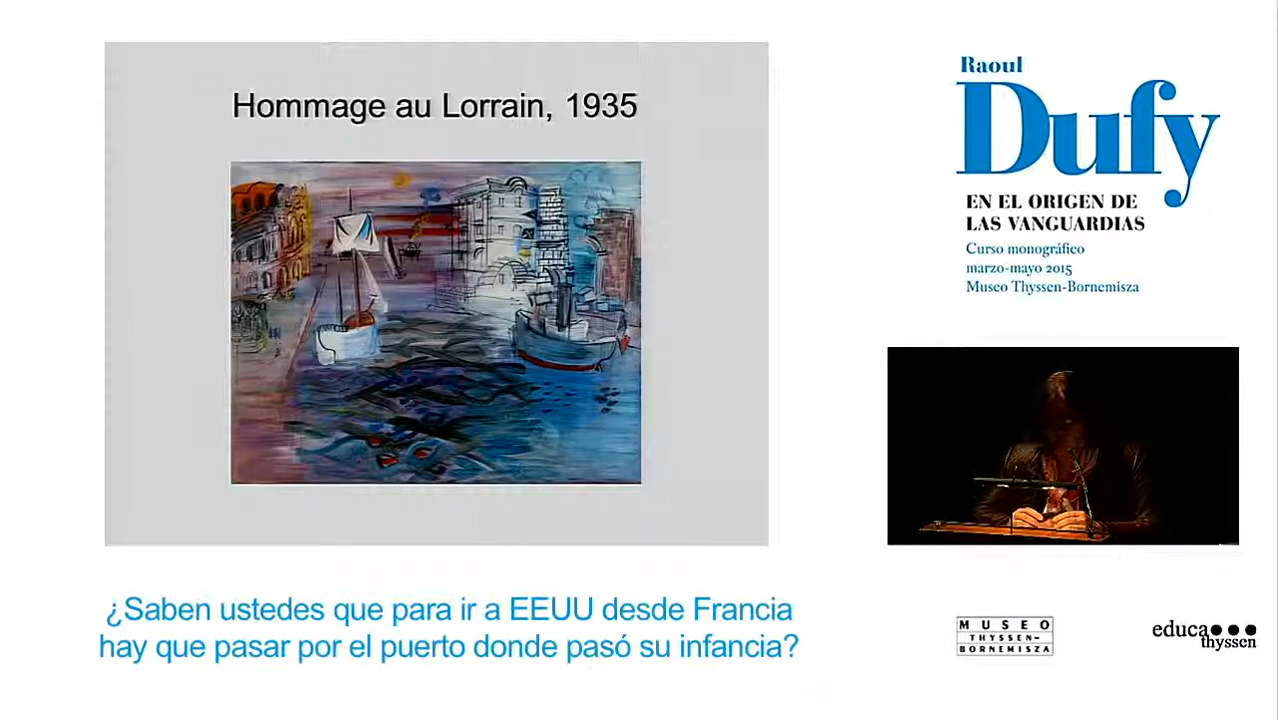 Hommage au Lorrain, 1935
Raoul
Dufy
EN EL ORIGEN DE
LAS VANGUARDIAS
Curso monográfico
marzo-mayo 2015
Museo Thyssen-Bornemisza
¿Saben ustedes que para ir a EEUU desde Francia
hay que pasar por el puerto donde pasó su infancia?
MUSEO
THYSSEN-
BORNEMISZA
educa
thyssen